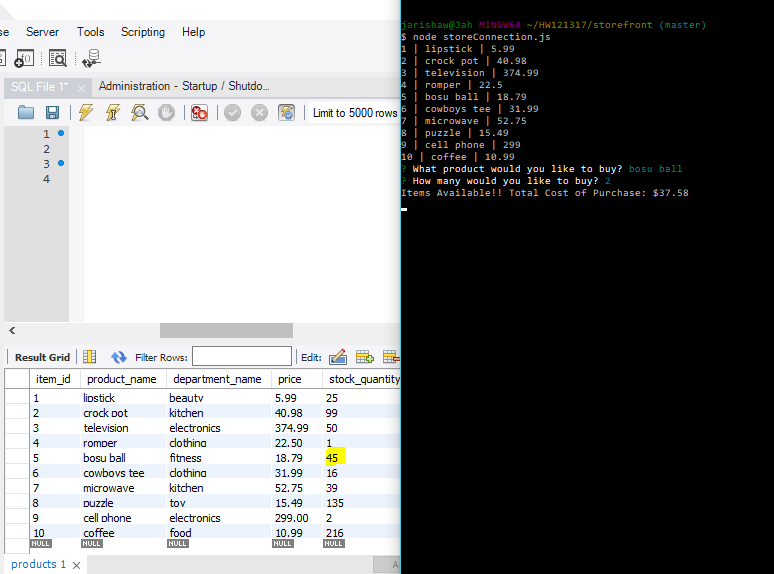 se Server Tools Scripting Help
SQL File 1* × Administration - Startup / Shutdo...
Limit to 5000 rows
1
2
3
4
Result Grid Filter Rows: Edit:
item_id product_name department_name price stock_quantity
1 lipstick beauty 5.99 25
2 crock pot kitchen 40.98 99
3 television electronics 374.99 50
4 romper clothing 22.50 1
5 bosu ball fitness 18.79 45
6 cowboys tee clothing 31.99 16
7 microwave kitchen 52.75 39
8 puzzle toy 15.49 135
9 cell phone electronics 299.00 2
10 coffee food 10.99 216
NULL NULL NULL NULL NULL
products 1 ×
A
jarishaw@Jah MINGW64 ~/HW121317/storefront (master)
$ node storeConnection.js
1 | lipstick | 5.99
2 | crock pot | 40.98
3 | television | 374.99
4 | romper | 22.5
5 | bosu ball | 18.79
6 | cowboys tee | 31.99
7 | microwave | 52.75
8 | puzzle | 15.49
9 | cell phone | 299
10 | coffee | 10.99
? What product would you like to buy? bosu ball
? How many would you like to buy? 2
Items Available!! Total Cost of Purchase: $37.58